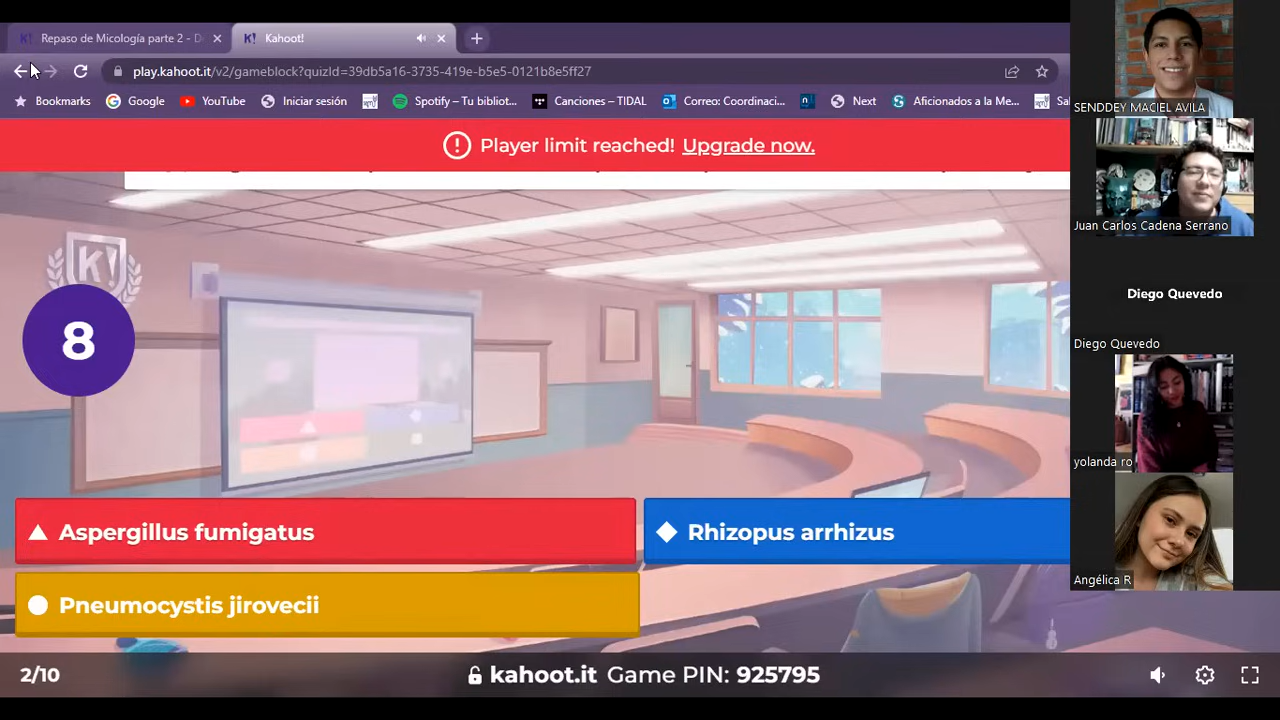 Repaso de Micología parte 2 - D
Kahoot!
play.kahoot.it/v2/gameblock?quizId=39db5a16-3735-419e-b5e5-0121b8e5ff27
Bookmarks
Google
YouTube
Iniciar sesión
Spotify – Tu bibliot...
Canciones – TIDAL
Correo: Coordinaci...
Next
Aficionados a la Me...
Sal
Player limit reached! Upgrade now.
K!
8
Aspergillus fumigatus
Rhizopus arrhizus
Pneumocystis jirovecii
2/10
kahoot.it Game PIN: 925795
SENDDEY MACIEL AVILA
Juan Carlos Cadena Serrano
Diego Quevedo
Diego Quevedo
yolanda ro
Angélica R